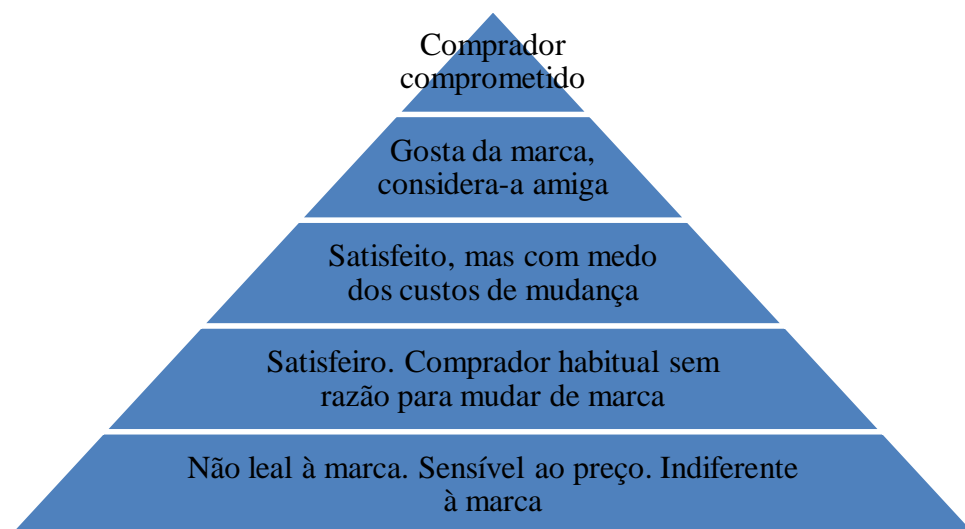 Comprador
comprometido
Gosta da marca,
considera-a amiga
Satisfeito, mas com medo
dos custos de mudança
Satisfeiro. Comprador habitual sem
razão para mudar de marca
Não leal à marca. Sensível ao preço. Indiferente
à marca